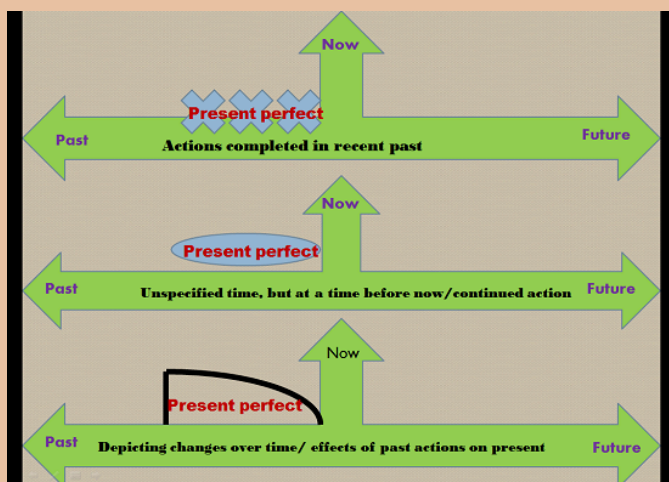 Now
Present perfect
Past
Future
Actions completed in recent past
Now
Present perfect
Past
Future
Unspecified time, but at a time before now/continued action
Now
Present perfect
Past
Future
Depicting changes over time/ effects of past actions on present